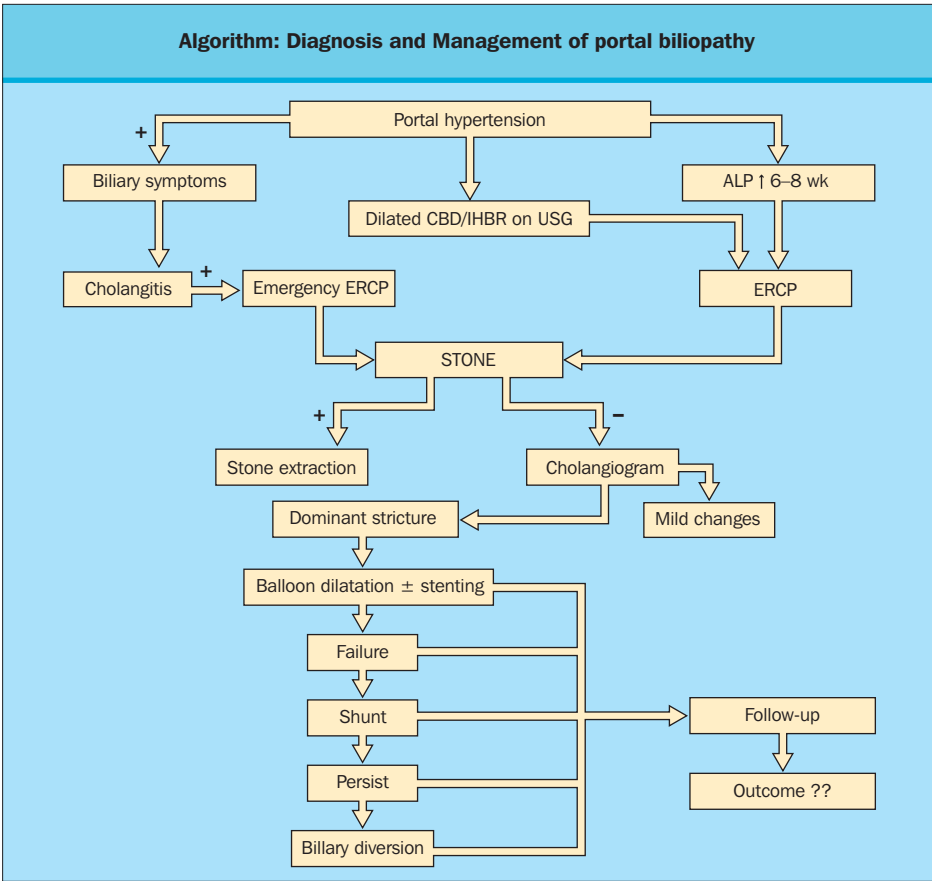 Algorithm: Diagnosis and Management of portal biliopathy
Portal hypertension
+
Biliary symptoms
ALP ↑ 6–8 wk
Dilated CBD/IHBR on USG
Cholangitis
+
Emergency ERCP
ERCP
STONE
+
–
Stone extraction
Cholangiogram
Dominant stricture
Mild changes
Balloon dilatation ± stenting
Failure
Shunt
Follow-up
Persist
Outcome ??
Billary diversion